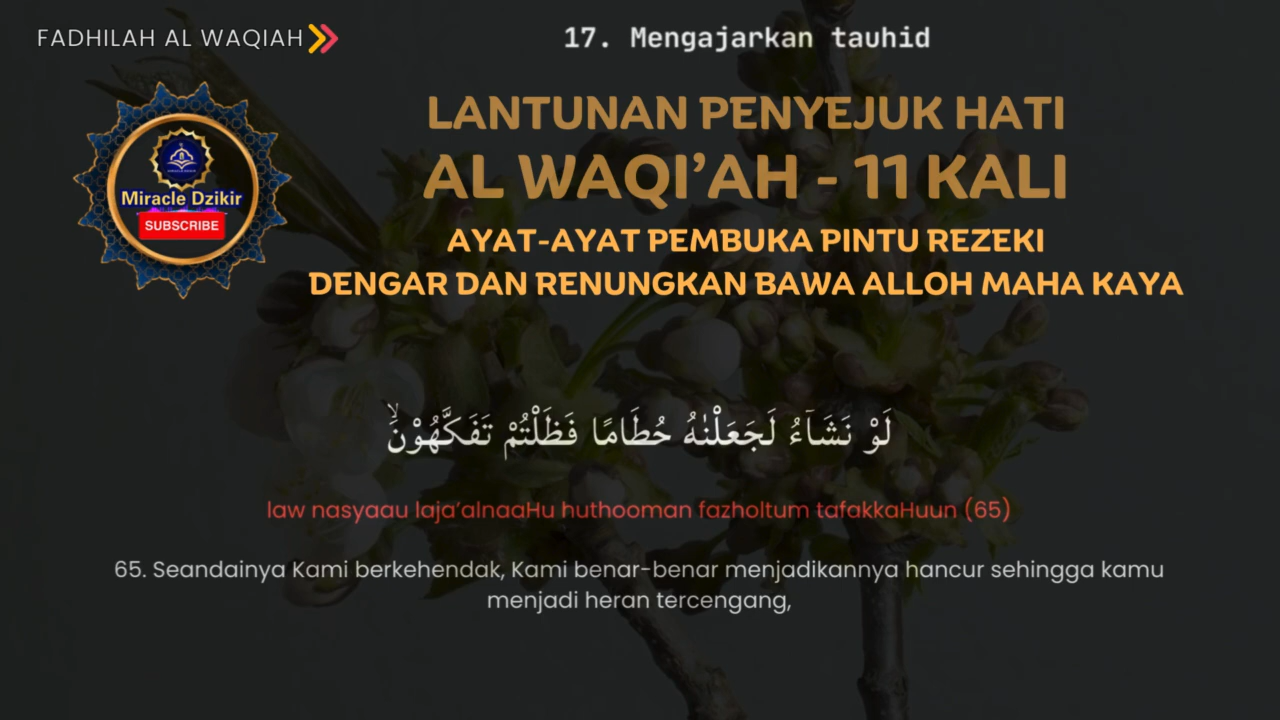 FADHILAH AL WAQIAH
17. Mengajarkan tauhid
Miracle Dzikir
SUBSCRIBE
LANTUNAN PENYEJUK HATI
AL WAQI’AH - 11 KALI
AYAT-AYAT PEMBUKA PINTU REZEKI
DENGAR DAN RENUNGKAN BAWA ALLOH MAHA KAYA
لَوْ نَشَاۤءُ لَجَعَلْنٰهُ حُطَامًا فَظَلْتُمْ تَفَكَّهُوْنَۙ
law nasyaau laja’alnaaHu huthooman fazholtum tafakkaHuun (65)
65. Seandainya Kami berkehendak, Kami benar-benar menjadikannya hancur sehingga kamu
menjadi heran tercengang,